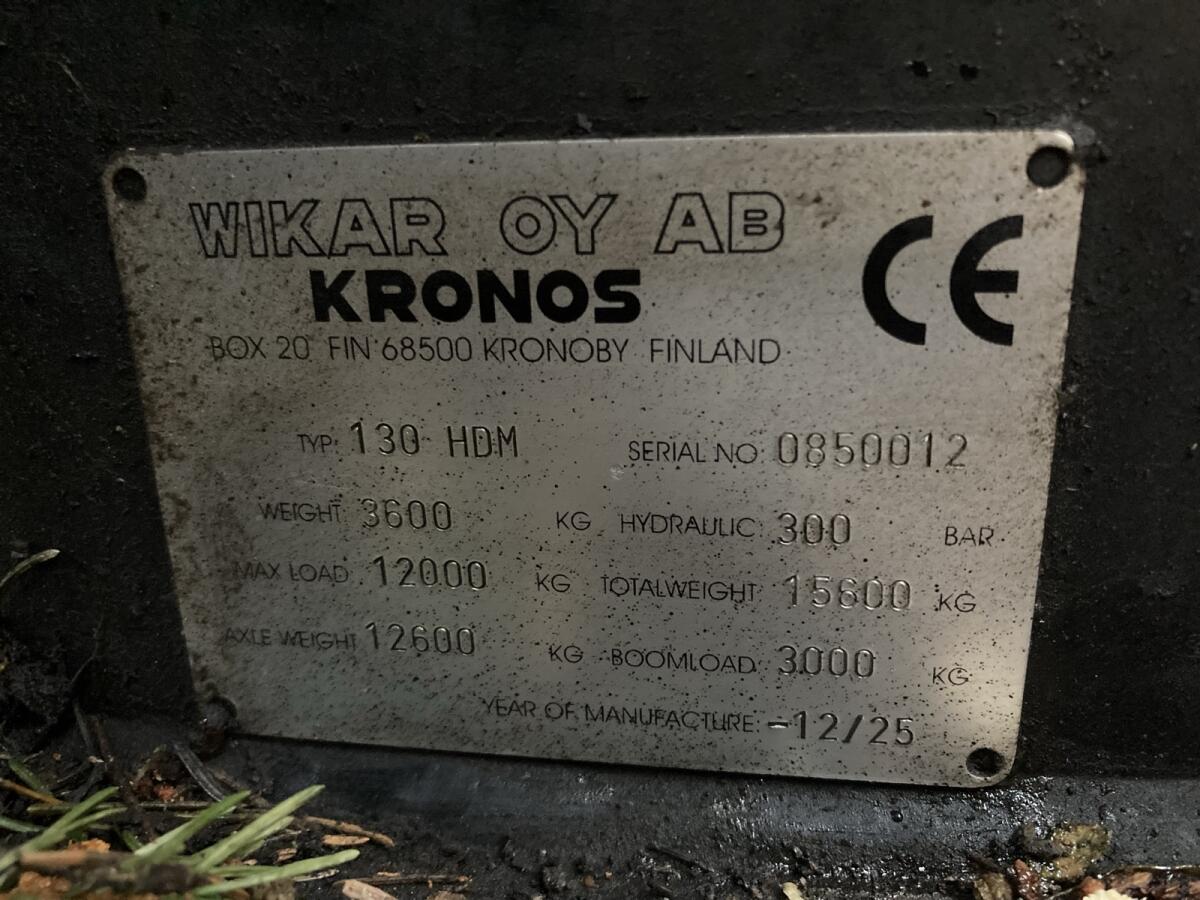 WIKAR OY AB
KRONOS
CE
BOX 20 FIN 68500 KRONOBY FINLAND
TYP: 130 HDM SERIAL NO 0850012
WEIGHT 3600 KG HYDRAULIC 300 BAR
MAX LOAD 12000 KG TOTALWEIGHT 15600 KG
AXLE WEIGHT 12600 KG BOOMLOAD 3000 KG
YEAR OF MANUFACTURE -12/25